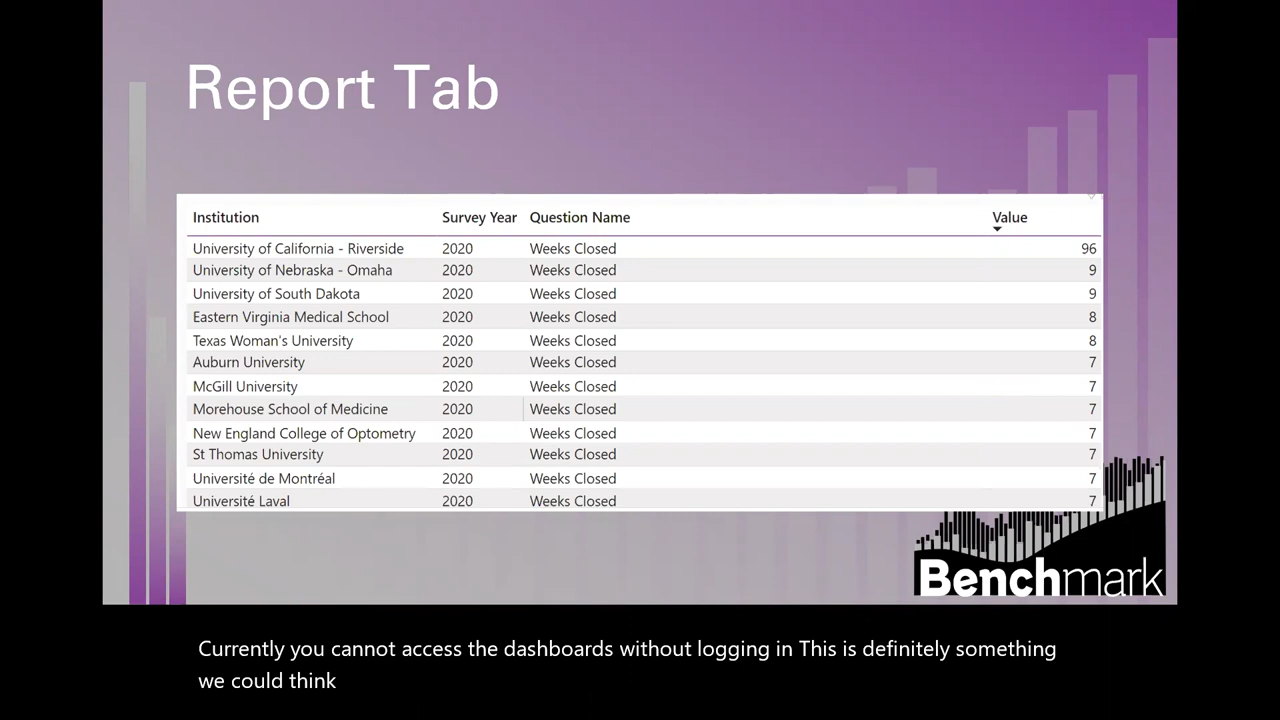 Report Tab
Institution Survey Year Question Name Value
University of California - Riverside 2020 Weeks Closed 96
University of Nebraska - Omaha 2020 Weeks Closed 9
University of South Dakota 2020 Weeks Closed 9
Eastern Virginia Medical School 2020 Weeks Closed 8
Texas Woman's University 2020 Weeks Closed 8
Auburn University 2020 Weeks Closed 7
McGill University 2020 Weeks Closed 7
Morehouse School of Medicine 2020 Weeks Closed 7
New England College of Optometry 2020 Weeks Closed 7
St Thomas University 2020 Weeks Closed 7
Université de Montréal 2020 Weeks Closed 7
Université Laval 2020 Weeks Closed 7
Benchmark
Currently you cannot access the dashboards without logging in This is definitely something
we could think